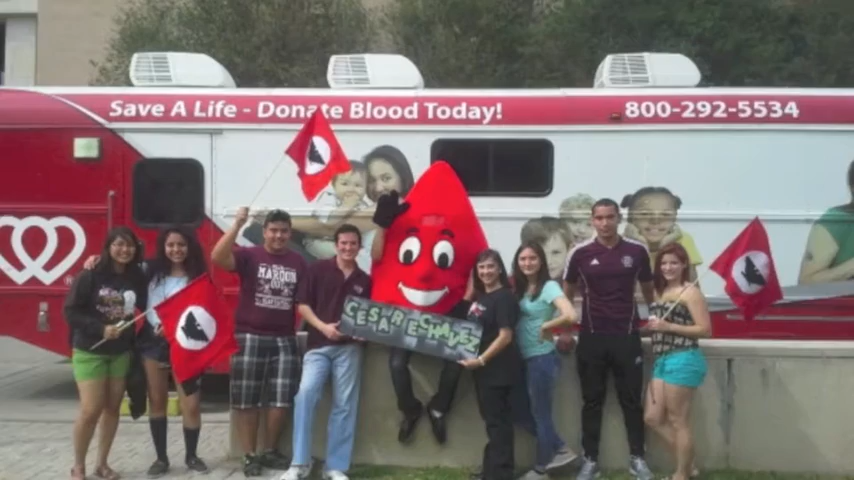 Save A Life - Donate Blood Today!
800-292-5534
MAROON
CESAR E CHAVEZ